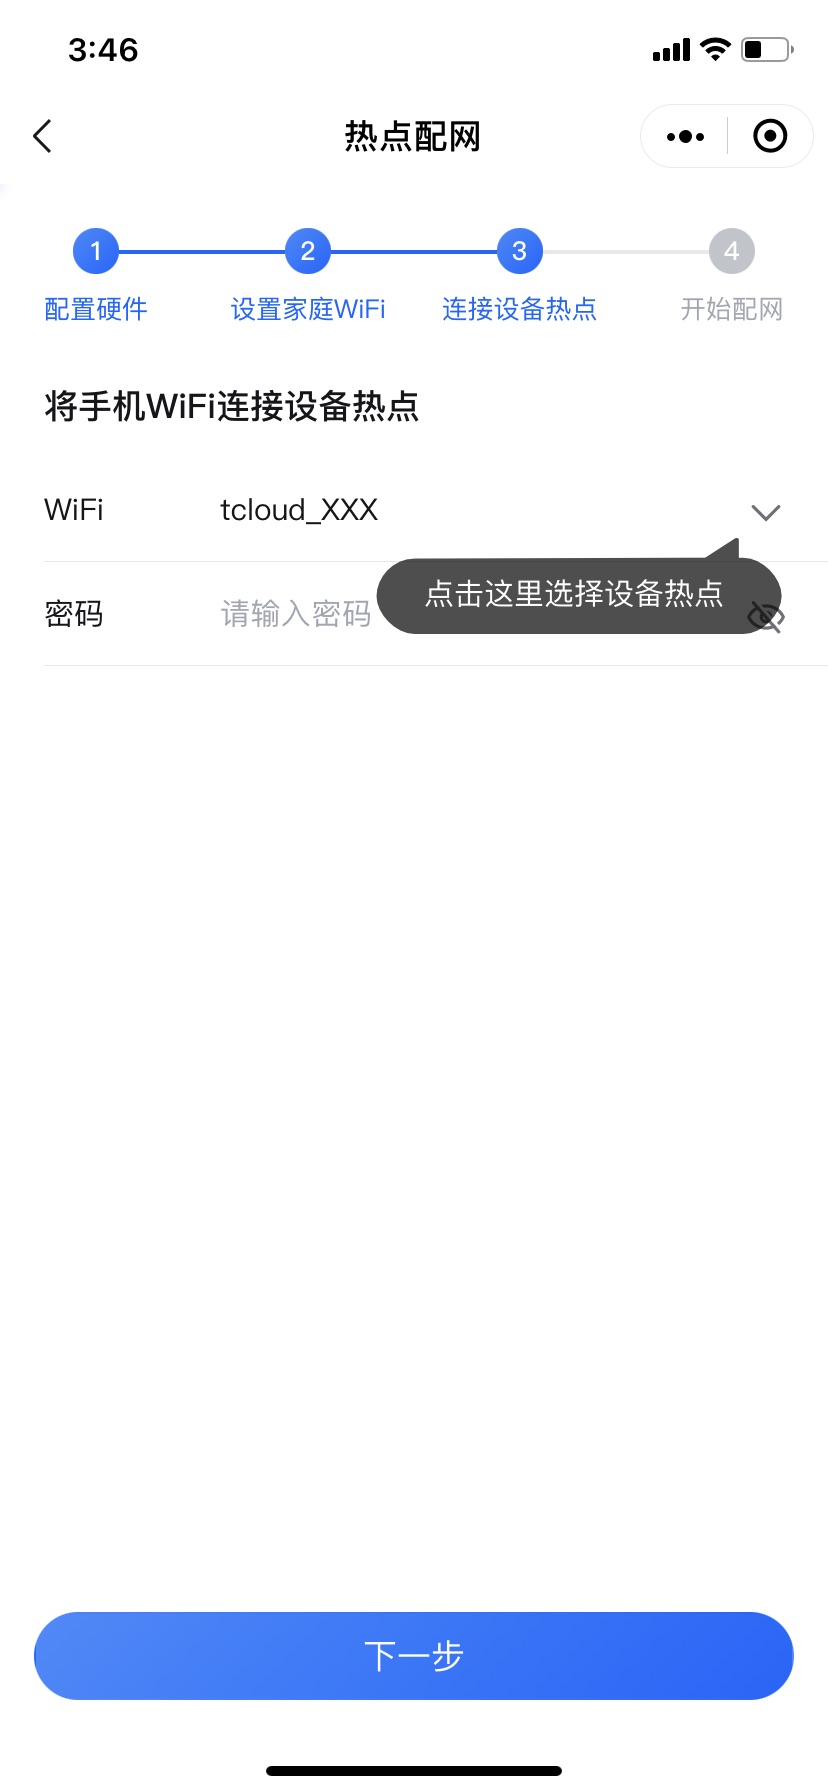 3:46
热点配网
1
2
3
4
配置硬件
设置家庭WiFi
连接设备热点
开始配网
将手机WiFi连接设备热点
WiFi
tcloud_XXX
点击这里选择设备热点
密码
请输入密码
下一步